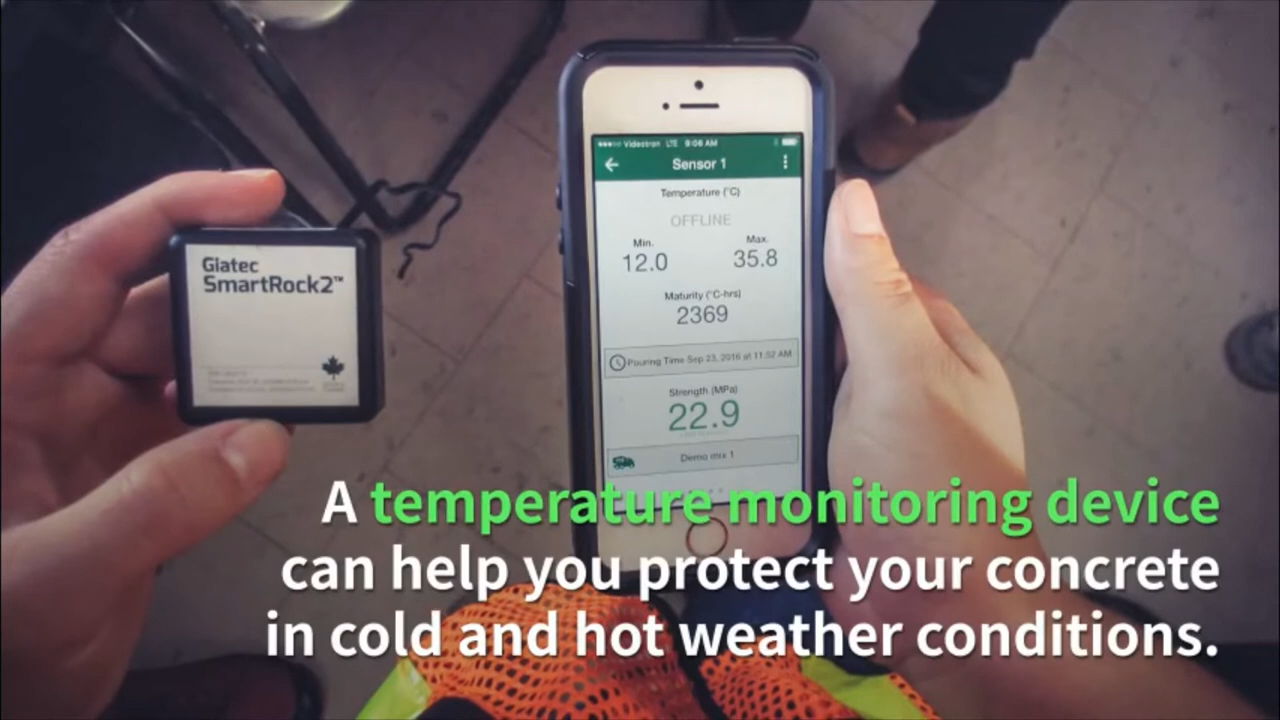 Giatec
SmartRock2™
Videotron LTE 9:06 AM
Sensor 1
Temperature (°C)
OFFLINE
Min. Max.
12.0 35.8
Maturity (°C-hrs)
2369
Pouring Time Sep 23, 2016 at 11:52 AM
Strength (MPa)
22.9
Demo mix 1
A temperature monitoring device
can help you protect your concrete
in cold and hot weather conditions.